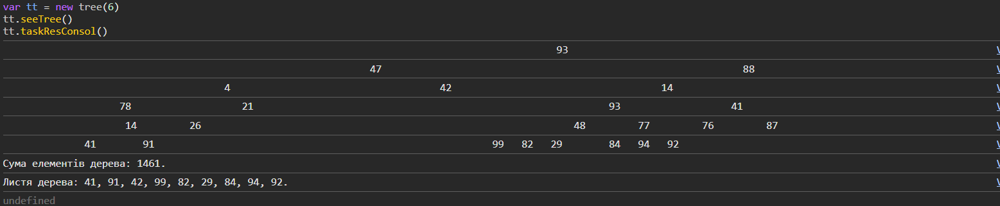 var tt = new tree(6)
tt.seeTree()
tt.taskResConsol()
93
47 88
4 42 14
78 21 93 41
14 26 48 77 76 87
41 91 99 82 29 84 94 92
Сума елементів дерева: 1461.
Листя дерева: 41, 91, 42, 99, 82, 29, 84, 94, 92.
undefined